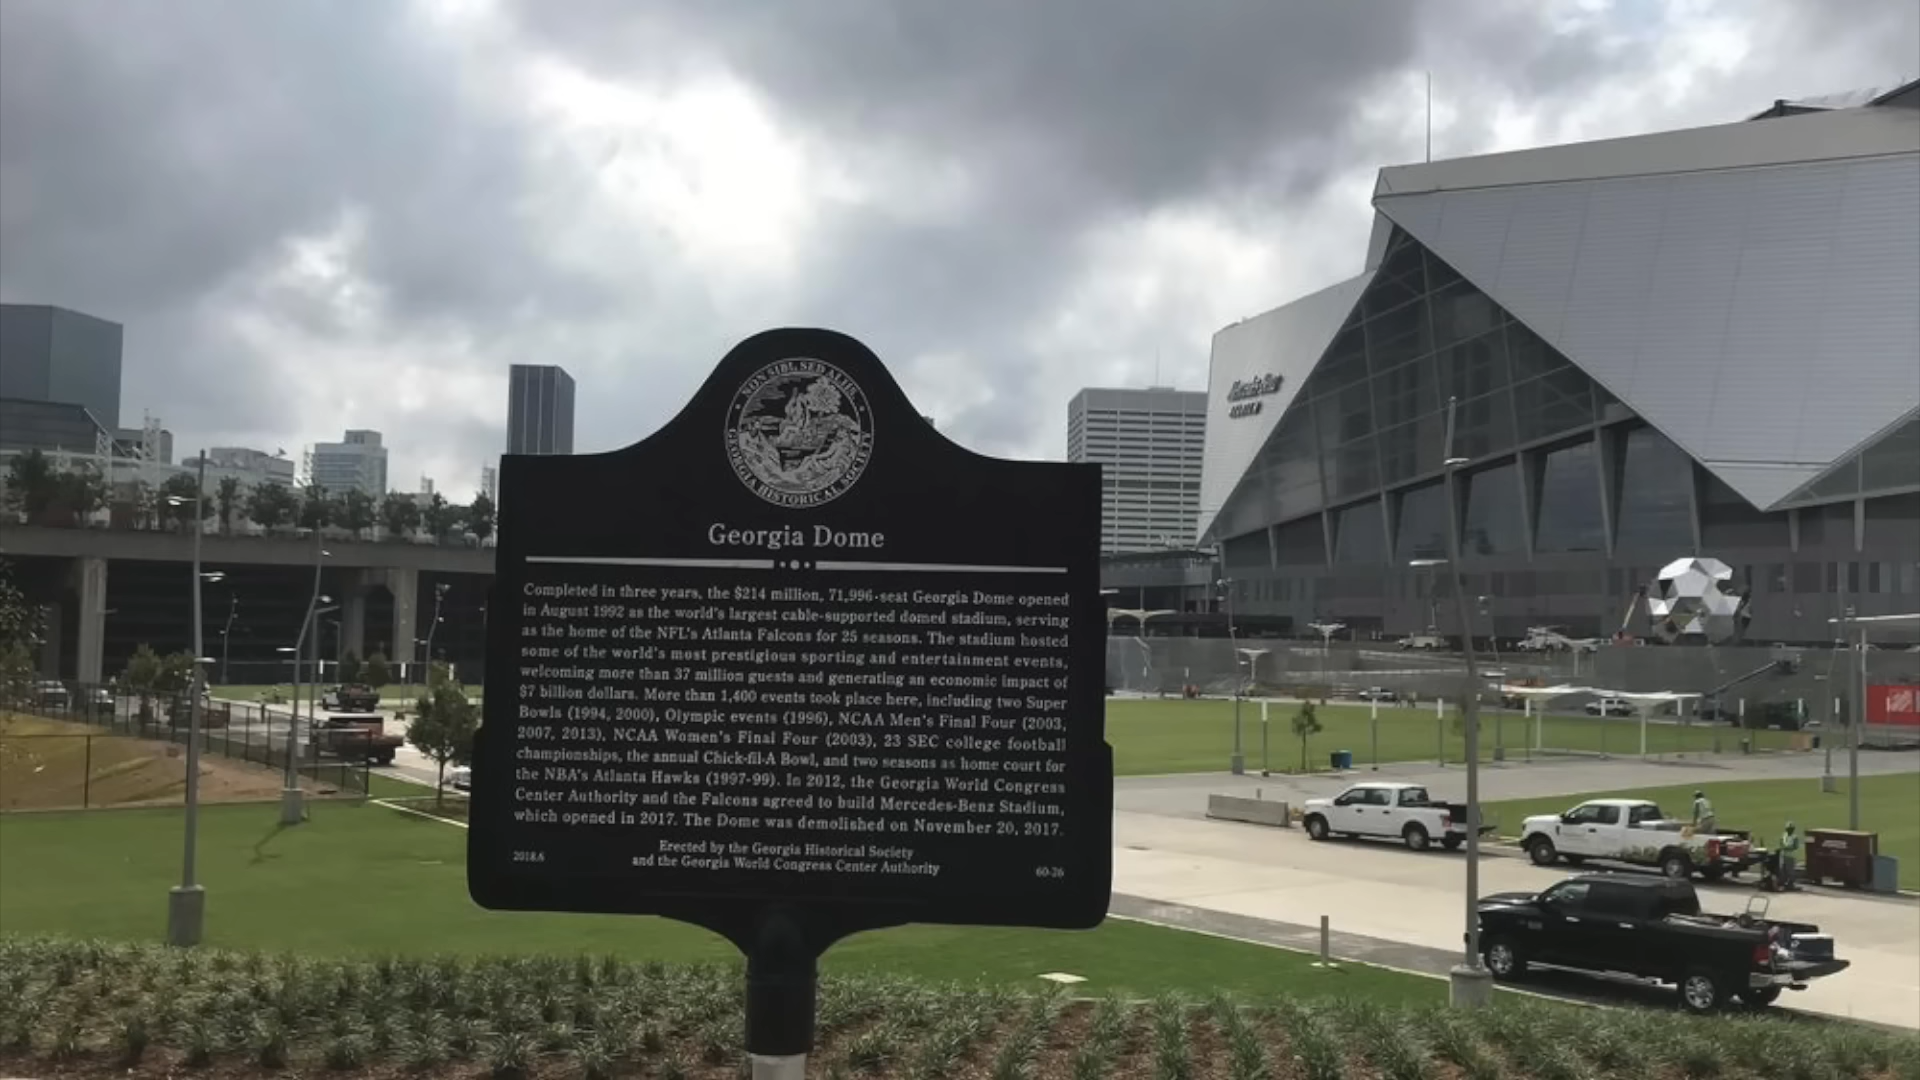 NON SIBI, SED ALIIS
GEORGIA HISTORICAL SOCIETY
Georgia Dome
Completed in three years, the $214 million, 71,996-seat Georgia Dome opened
in August 1992 as the world's largest cable-supported domed stadium, serving
as the home of the NFL's Atlanta Falcons for 25 seasons. The stadium hosted
some of the world's most prestigious sporting and entertainment events,
welcoming more than 37 million guests and generating an economic impact of
$7 billion dollars. More than 1,400 events took place here, including two Super
Bowls (1994, 2000), Olympic events (1996), NCAA Men's Final Four (2003,
2007, 2013), NCAA Women's Final Four (2003), 23 SEC college football
championships, the annual Chick-fil-A Bowl, and two seasons as home court for
the NBA's Atlanta Hawks (1997-99). In 2012, the Georgia World Congress
Center Authority and the Falcons agreed to build Mercedes-Benz Stadium,
which opened in 2017. The Dome was demolished on November 20, 2017.
Erected by the Georgia Historical Society
and the Georgia World Congress Center Authority
2018.6
60-26